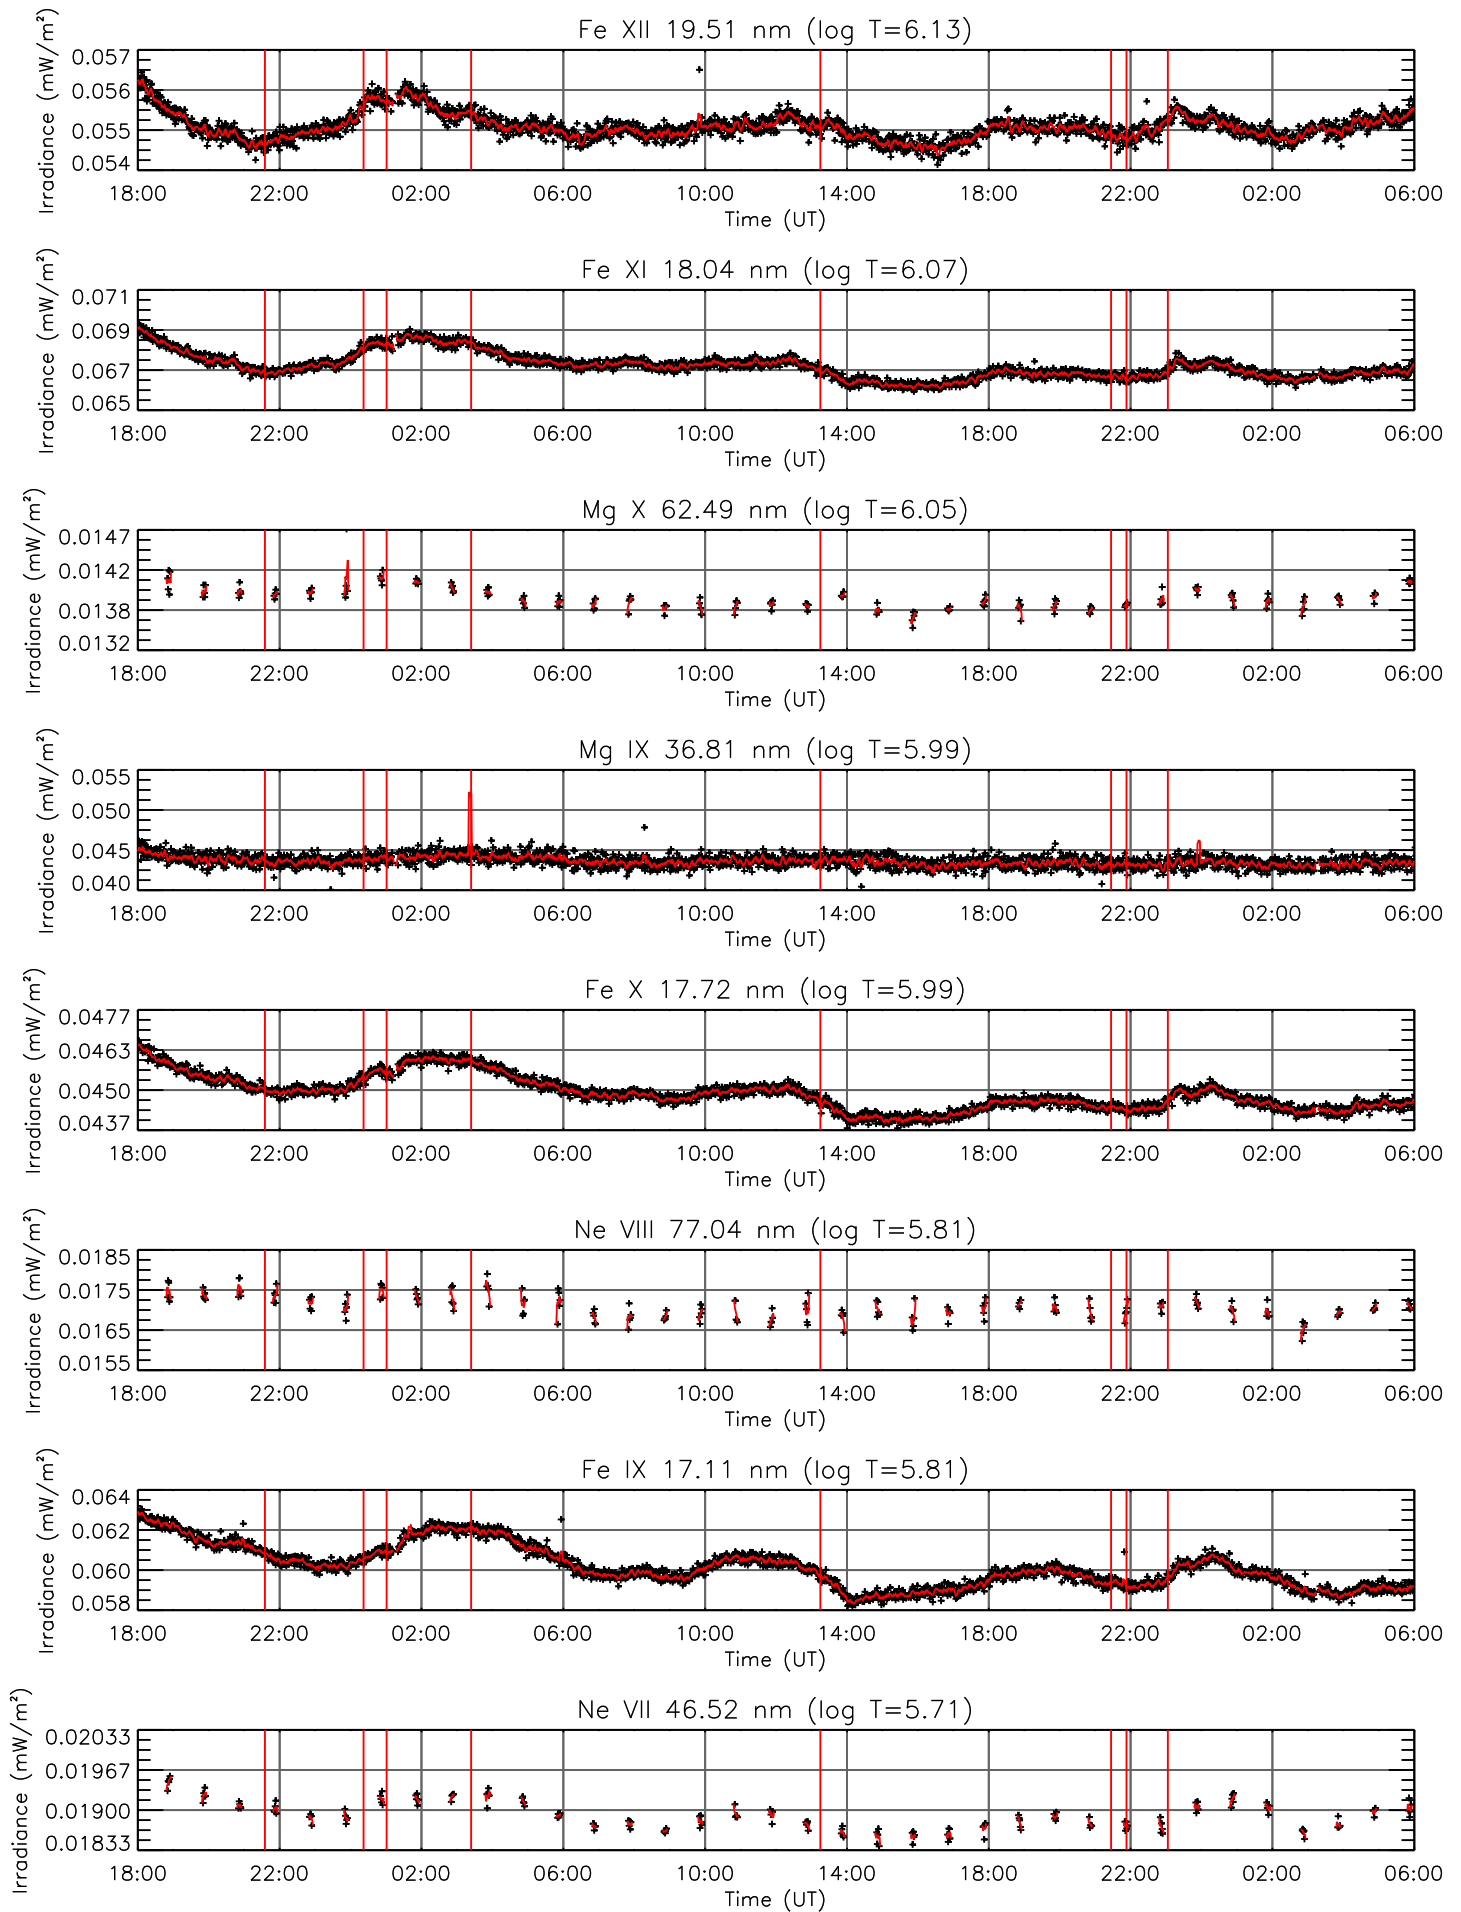 Fe XII 19.51 nm (log T=6.13)
Irradiance (mW/m²)
0.057
0.056
0.055
0.054
18:00 22:00 02:00 06:00 10:00 14:00 18:00 22:00 02:00 06:00
Time (UT)
Fe XI 18.04 nm (log T=6.07)
Irradiance (mW/m²)
0.071
0.069
0.067
0.065
18:00 22:00 02:00 06:00 10:00 14:00 18:00 22:00 02:00 06:00
Time (UT)
Mg X 62.49 nm (log T=6.05)
Irradiance (mW/m²)
0.0147
0.0142
0.0138
0.0132
18:00 22:00 02:00 06:00 10:00 14:00 18:00 22:00 02:00 06:00
Time (UT)
Mg IX 36.81 nm (log T=5.99)
Irradiance (mW/m²)
0.055
0.050
0.045
0.040
18:00 22:00 02:00 06:00 10:00 14:00 18:00 22:00 02:00 06:00
Time (UT)
Fe X 17.72 nm (log T=5.99)
Irradiance (mW/m²)
0.0477
0.0463
0.0450
0.0437
18:00 22:00 02:00 06:00 10:00 14:00 18:00 22:00 02:00 06:00
Time (UT)
Ne VIII 77.04 nm (log T=5.81)
Irradiance (mW/m²)
0.0185
0.0175
0.0165
0.0155
18:00 22:00 02:00 06:00 10:00 14:00 18:00 22:00 02:00 06:00
Time (UT)
Fe IX 17.11 nm (log T=5.81)
Irradiance (mW/m²)
0.064
0.062
0.060
0.058
18:00 22:00 02:00 06:00 10:00 14:00 18:00 22:00 02:00 06:00
Time (UT)
Ne VII 46.52 nm (log T=5.71)
Irradiance (mW/m²)
0.02033
0.01967
0.01900
0.01833
18:00 22:00 02:00 06:00 10:00 14:00 18:00 22:00 02:00 06:00
Time (UT)